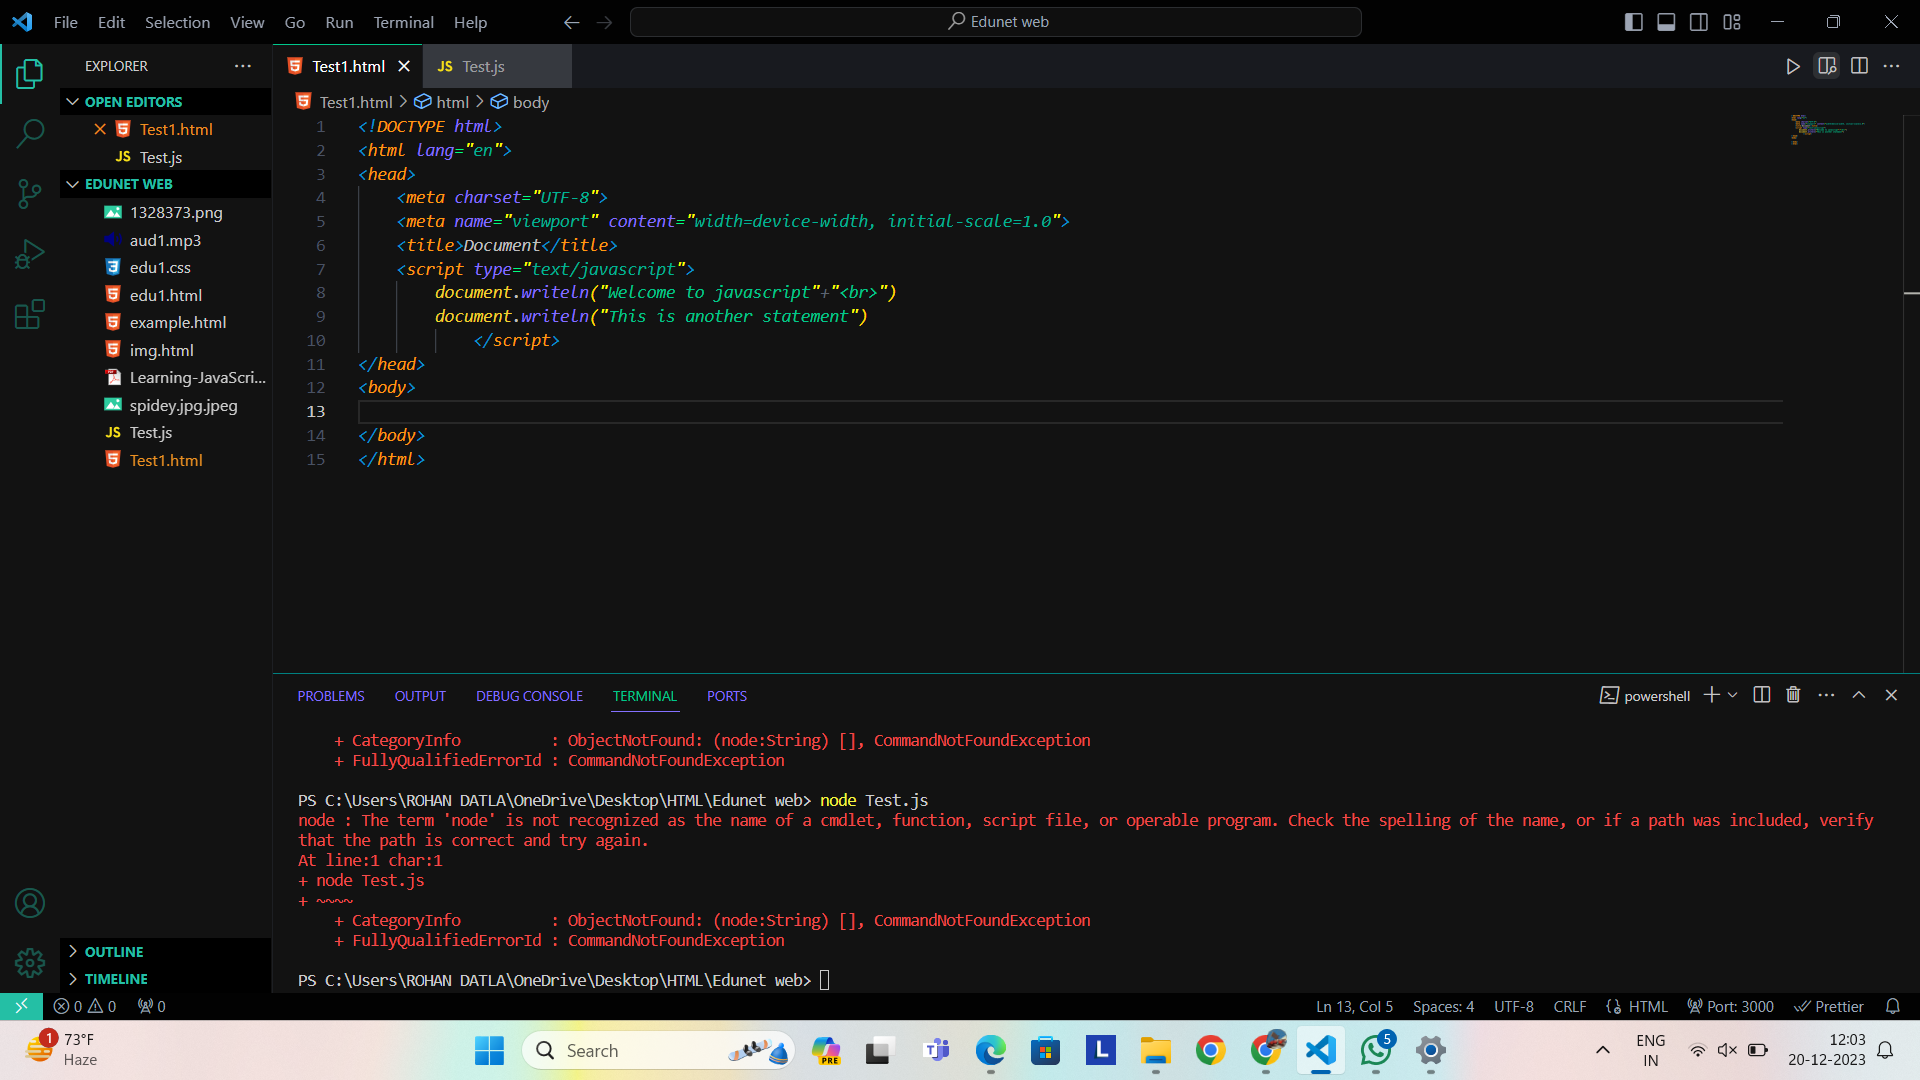 File Edit Selection View Go Run Terminal Help
Edunet web
EXPLORER
OPEN EDITORS
Test1.html
JS Test.js
EDUNET WEB
1328373.png
aud1.mp3
edu1.css
edu1.html
example.html
img.html
Learning-JavaScri...
spidey.jpg.jpeg
JS Test.js
Test1.html
OUTLINE
TIMELINE
Test1.html
JS Test.js
Test1.html > html > body
1 <!DOCTYPE html>
2 <html lang="en">
3 <head>
4 <meta charset="UTF-8">
5 <meta name="viewport" content="width=device-width, initial-scale=1.0">
6 <title>Document</title>
7 <script type="text/javascript">
8 document.writeln("Welcome to javascript"+"<br>")
9 document.writeln("This is another statement")
10 </script>
11 </head>
12 <body>
13
14 </body>
15 </html>
PROBLEMS OUTPUT DEBUG CONSOLE TERMINAL PORTS
powershell
+ CategoryInfo : ObjectNotFound: (node:String) [], CommandNotFoundException
+ FullyQualifiedErrorId : CommandNotFoundException
PS C:\Users\ROHAN DATLA\OneDrive\Desktop\HTML\Edunet web> node Test.js
node : The term 'node' is not recognized as the name of a cmdlet, function, script file, or operable program. Check the spelling of the name, or if a path was included, verify
that the path is correct and try again.
At line:1 char:1
+ node Test.js
+ ~~~~
+ CategoryInfo : ObjectNotFound: (node:String) [], CommandNotFoundException
+ FullyQualifiedErrorId : CommandNotFoundException
PS C:\Users\ROHAN DATLA\OneDrive\Desktop\HTML\Edunet web>
0 0 0
Ln 13, Col 5 Spaces: 4 UTF-8 CRLF HTML Port: 3000 Prettier
1 73°F
Haze
Search
PRE
L
5
ENG
IN
12:03
20-12-2023